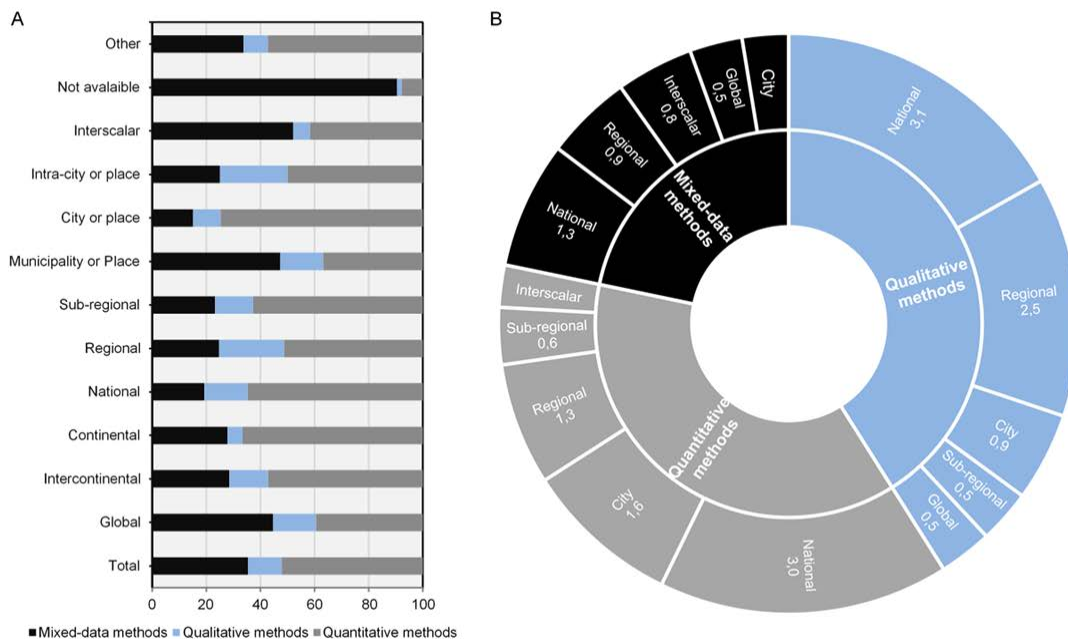 A
Other
Not avalaible
Interscalar
Intra-city or place
City or place
Municipality or Place
Sub-regional
Regional
National
Continental
Intercontinental
Global
Total
0 20 40 60 80 100
Mixed-data methods Qualitative methods Quantitative methods
B
National
3,1
Regional
2,5
City
0,9
Sub-regional
0,5
Global
0,5
National
3,0
City
1,6
Regional
1,3
Sub-regional
0,6
Interscalar
National
1,3
Regional
0,9
Interscalar
0,8
Global
0,5
City
Mixed-data
methods
Qualitative
methods
Quantitative
methods